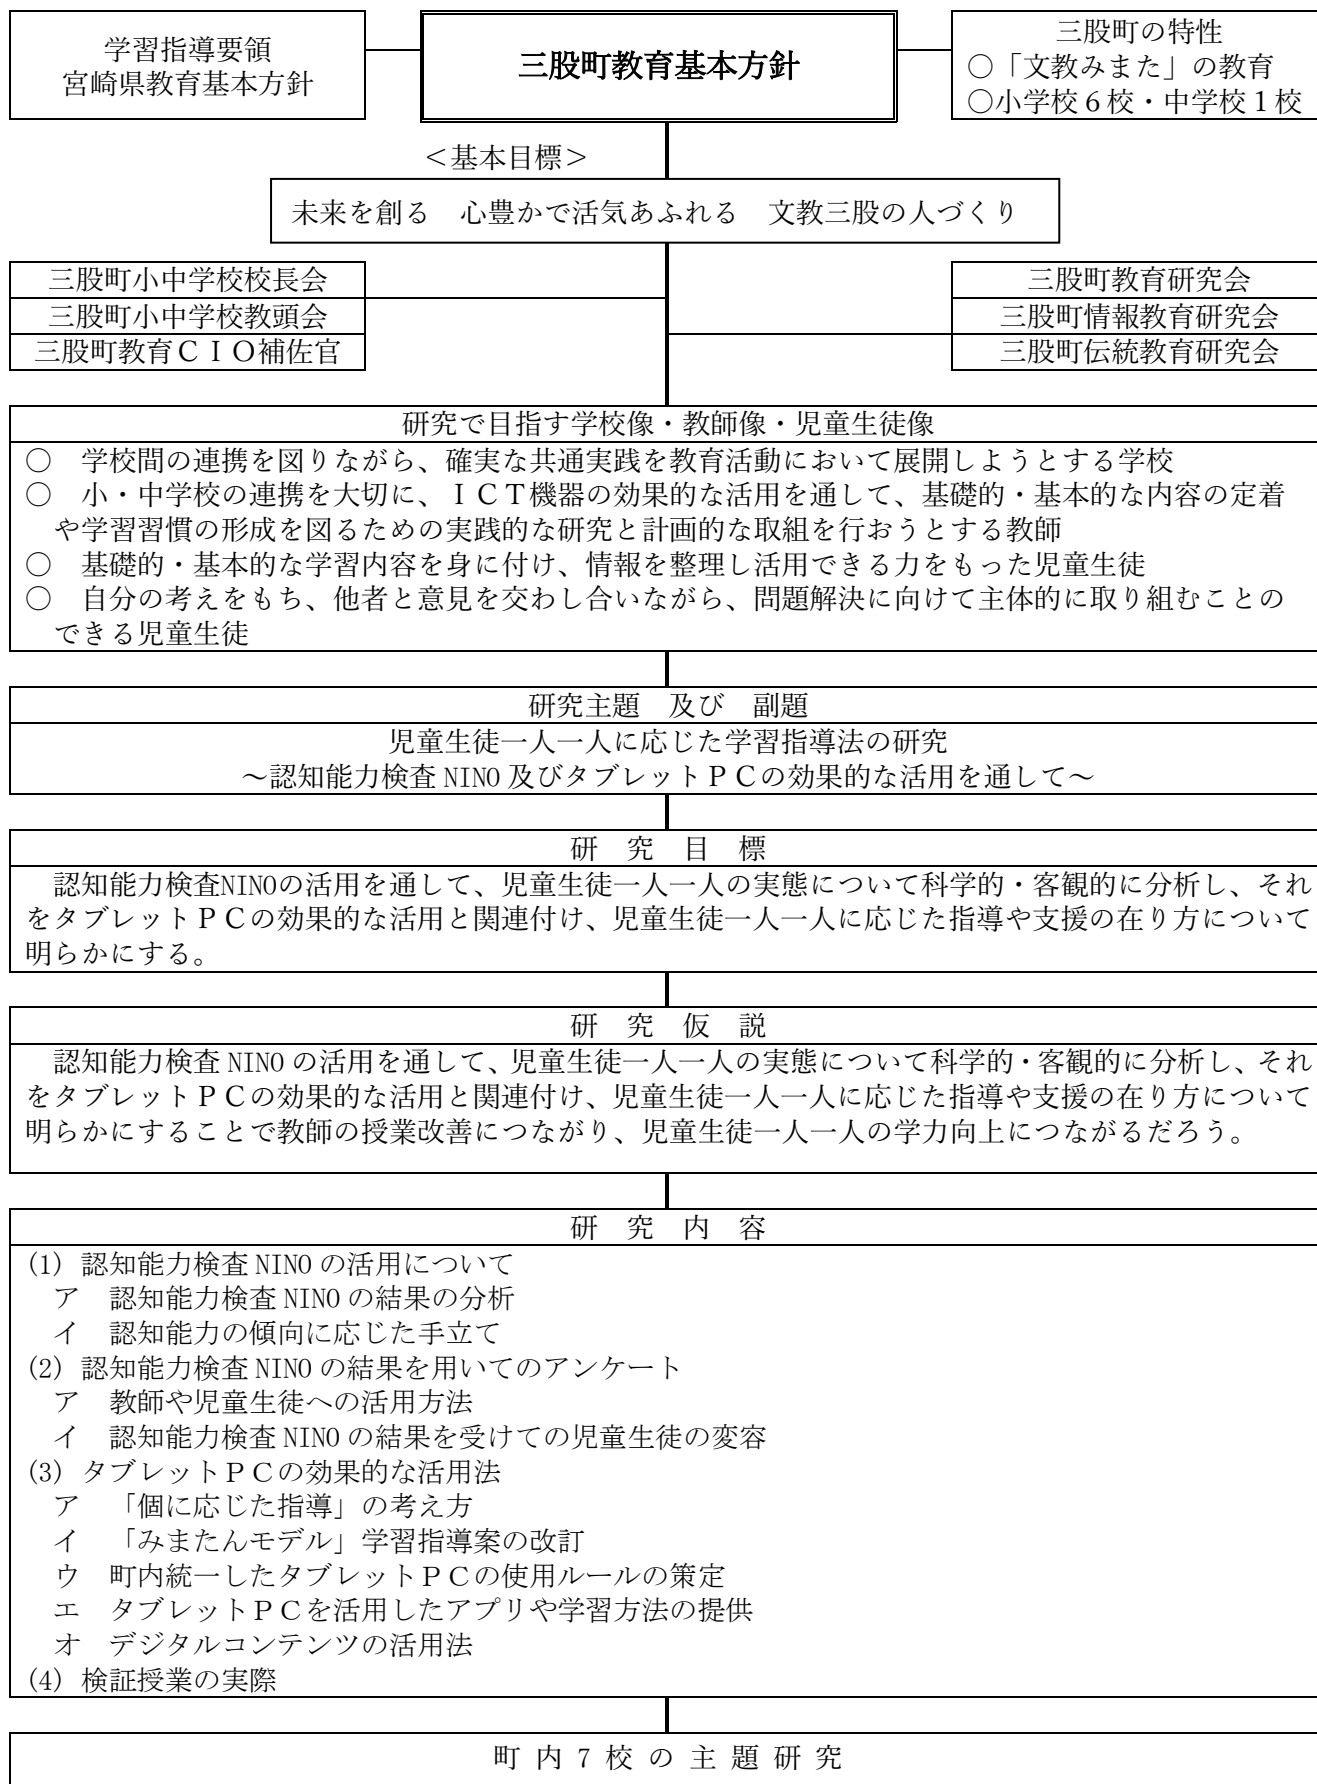 学習指導要領
宮崎県教育基本方針
三股町教育基本方針
三股町の特性
○「文教みまた」の教育
○小学校６校・中学校１校
＜基本目標＞
未来を創る　心豊かで活気あふれる　文教三股の人づくり
三股町小中学校校長会
三股町小中学校教頭会
三股町教育ＣＩＯ補佐官
三股町教育研究会
三股町情報教育研究会
三股町伝統教育研究会
研究で目指す学校像・教師像・児童生徒像
○　学校間の連携を図りながら、確実な共通実践を教育活動において展開しようとする学校
○　小・中学校の連携を大切に、ＩＣＴ機器の効果的な活用を通して、基礎的・基本的な内容の定着
や学習習慣の形成を図るための実践的な研究と計画的な取組を行おうとする教師
○　基礎的・基本的な学習内容を身に付け、情報を整理し活用できる力をもった児童生徒
○　自分の考えをもち、他者と意見を交わし合いながら、問題解決に向けて主体的に取り組むことの
できる児童生徒
研究主題　及び　副題
児童生徒一人一人に応じた学習指導法の研究
～認知能力検査 NINO 及びタブレットＰＣの効果的な活用を通して～
研　究　目　標
認知能力検査NINOの活用を通して、児童生徒一人一人の実態について科学的・客観的に分析し、それ
をタブレットＰＣの効果的な活用と関連付け、児童生徒一人一人に応じた指導や支援の在り方について
明らかにする。
研　究　仮　説
認知能力検査 NINO の活用を通して、児童生徒一人一人の実態について科学的・客観的に分析し、それ
をタブレットＰＣの効果的な活用と関連付け、児童生徒一人一人に応じた指導や支援の在り方について
明らかにすることで教師の授業改善につながり、児童生徒一人一人の学力向上につながるだろう。
研　究　内　容
(1) 認知能力検査 NINO の活用について
ア　認知能力検査 NINO の結果の分析
イ　認知能力の傾向に応じた手立て
(2) 認知能力検査 NINO の結果を用いてのアンケート
ア　教師や児童生徒への活用方法
イ　認知能力検査 NINO の結果を受けての児童生徒の変容
(3) タブレットＰＣの効果的な活用法
ア　「個に応じた指導」の考え方
イ　「みまたんモデル」学習指導案の改訂
ウ　町内統一したタブレットＰＣの使用ルールの策定
エ　タブレットＰＣを活用したアプリや学習方法の提供
オ　デジタルコンテンツの活用法
(4) 検証授業の実際
町 内 7 校 の 主 題 研 究